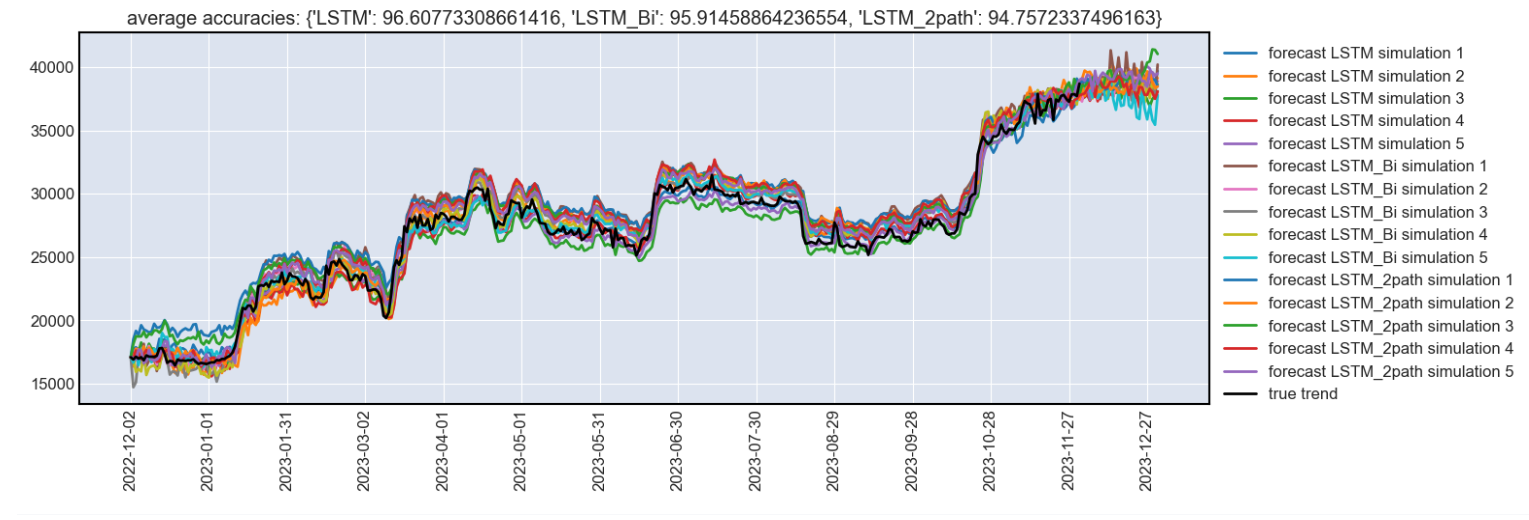 average accuracies: {'LSTM': 96.60773308661416, 'LSTM_Bi': 95.91458864236554, 'LSTM_2path': 94.7572337496163}
40000
35000
30000
25000
20000
15000
2022-12-02
2023-01-01
2023-01-31
2023-03-02
2023-04-01
2023-05-01
2023-05-31
2023-06-30
2023-07-30
2023-08-29
2023-09-28
2023-10-28
2023-11-27
2023-12-27
forecast LSTM simulation 1
forecast LSTM simulation 2
forecast LSTM simulation 3
forecast LSTM simulation 4
forecast LSTM simulation 5
forecast LSTM_Bi simulation 1
forecast LSTM_Bi simulation 2
forecast LSTM_Bi simulation 3
forecast LSTM_Bi simulation 4
forecast LSTM_Bi simulation 5
forecast LSTM_2path simulation 1
forecast LSTM_2path simulation 2
forecast LSTM_2path simulation 3
forecast LSTM_2path simulation 4
forecast LSTM_2path simulation 5
true trend